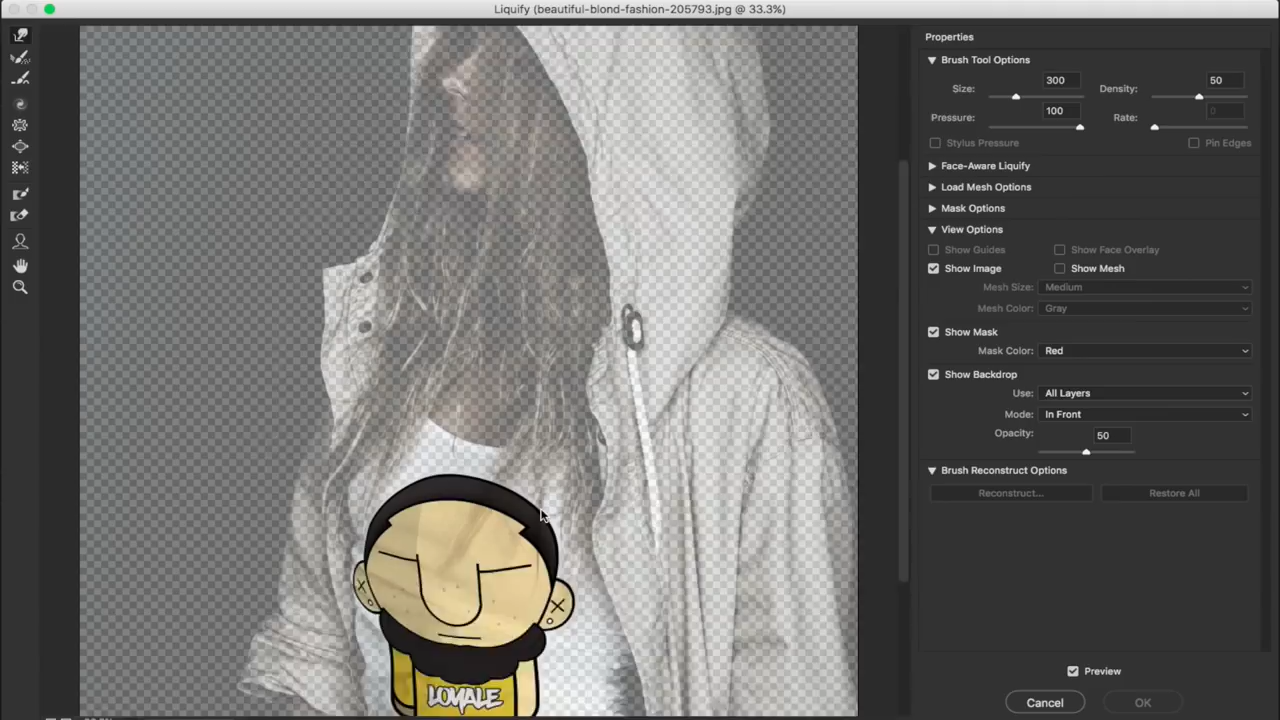 Liquify (beautiful-blond-fashion-205793.jpg @ 33.3%)
Properties
Brush Tool Options
Size: 300 Density: 50
Pressure: 100 Rate: 0
Stylus Pressure Pin Edges
Face-Aware Liquify
Load Mesh Options
Mask Options
View Options
Show Guides Show Face Overlay
Show Image Show Mesh
Mesh Size: Medium
Mesh Color: Gray
Show Mask
Mask Color: Red
Show Backdrop
Use: All Layers
Mode: In Front
Opacity: 50
Brush Reconstruct Options
Reconstruct... Restore All
LOYALE
Preview
Cancel OK